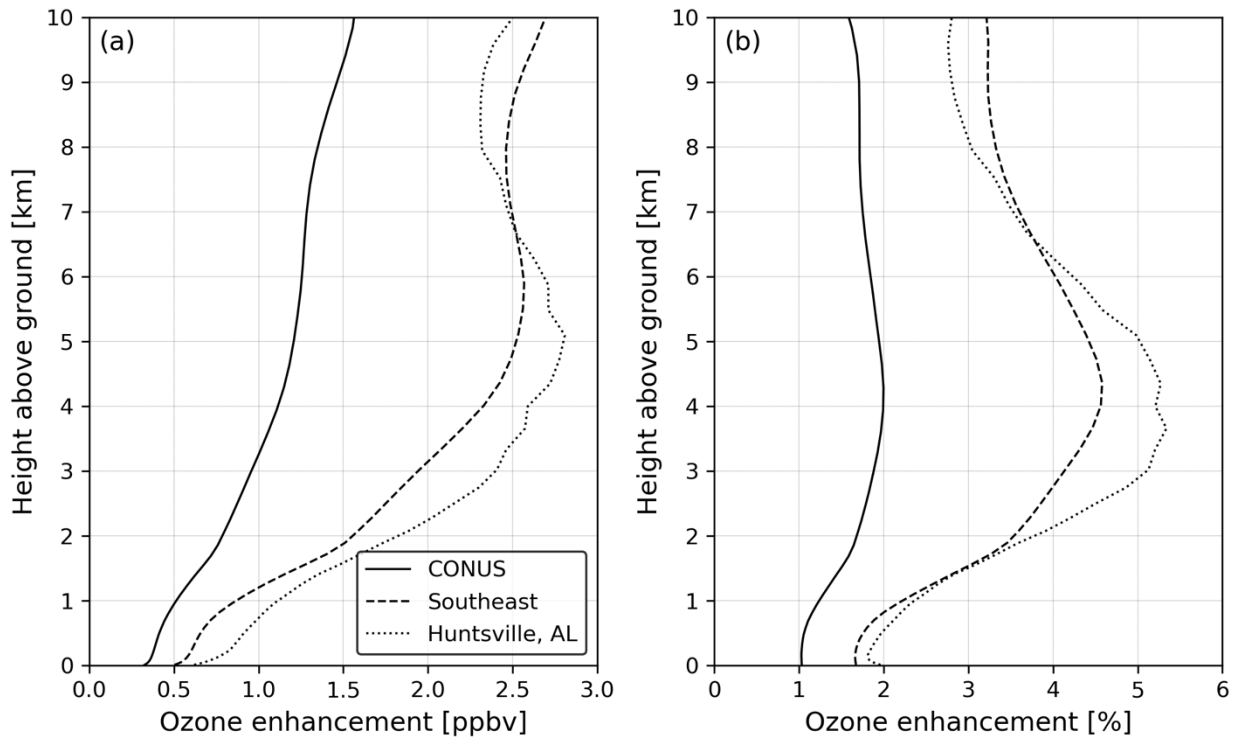 (a)
10
9
8
7
6
5
4
3
2
1
0
Height above ground [km]
0.0 0.5 1.0 1.5 2.0 2.5 3.0
Ozone enhancement [ppbv]
CONUS
Southeast
Huntsville, AL
(b)
10
9
8
7
6
5
4
3
2
1
0
Height above ground [km]
0 1 2 3 4 5 6
Ozone enhancement [%]